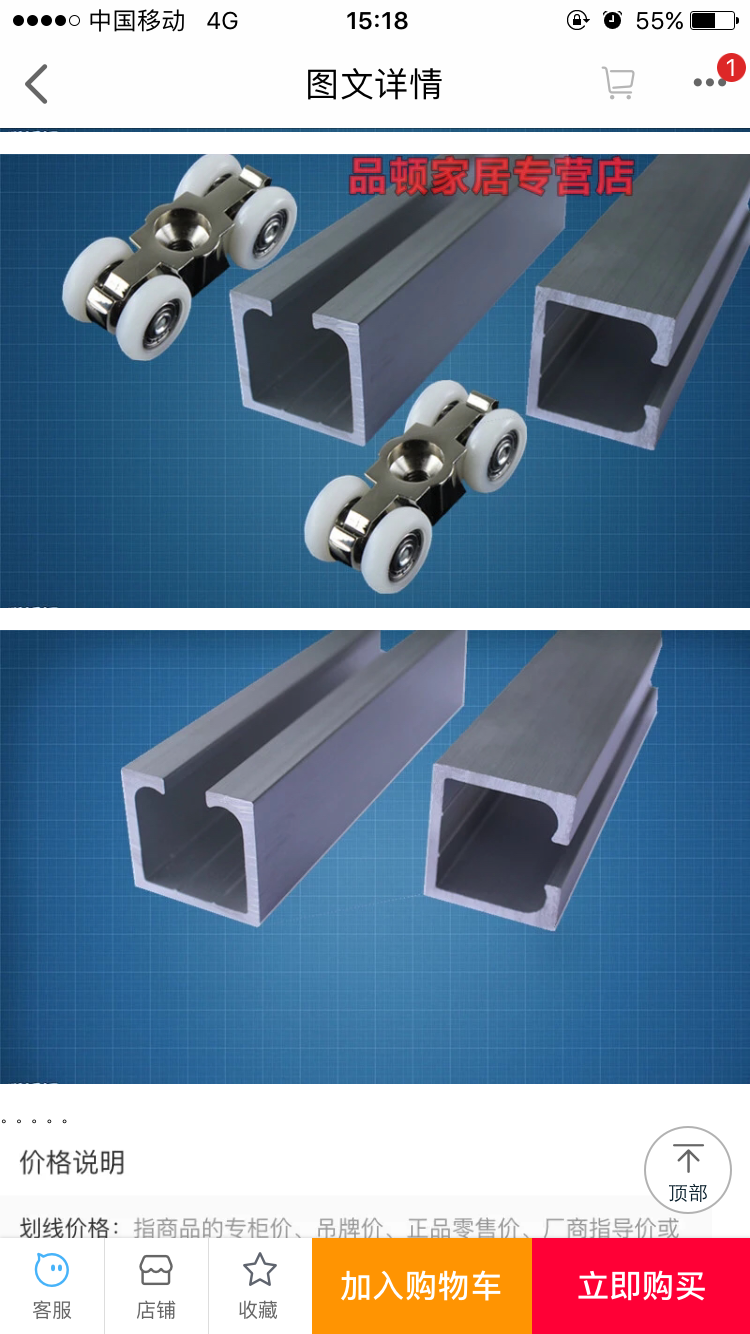 中国移动 4G 15:18 55%
图文详情
1
品顿家居专营店
。。。。。
价格说明
顶部
划线价格：指商品的专柜价、吊牌价、正品零售价、厂商指导价或
客服 店铺 收藏 加入购物车 立即购买